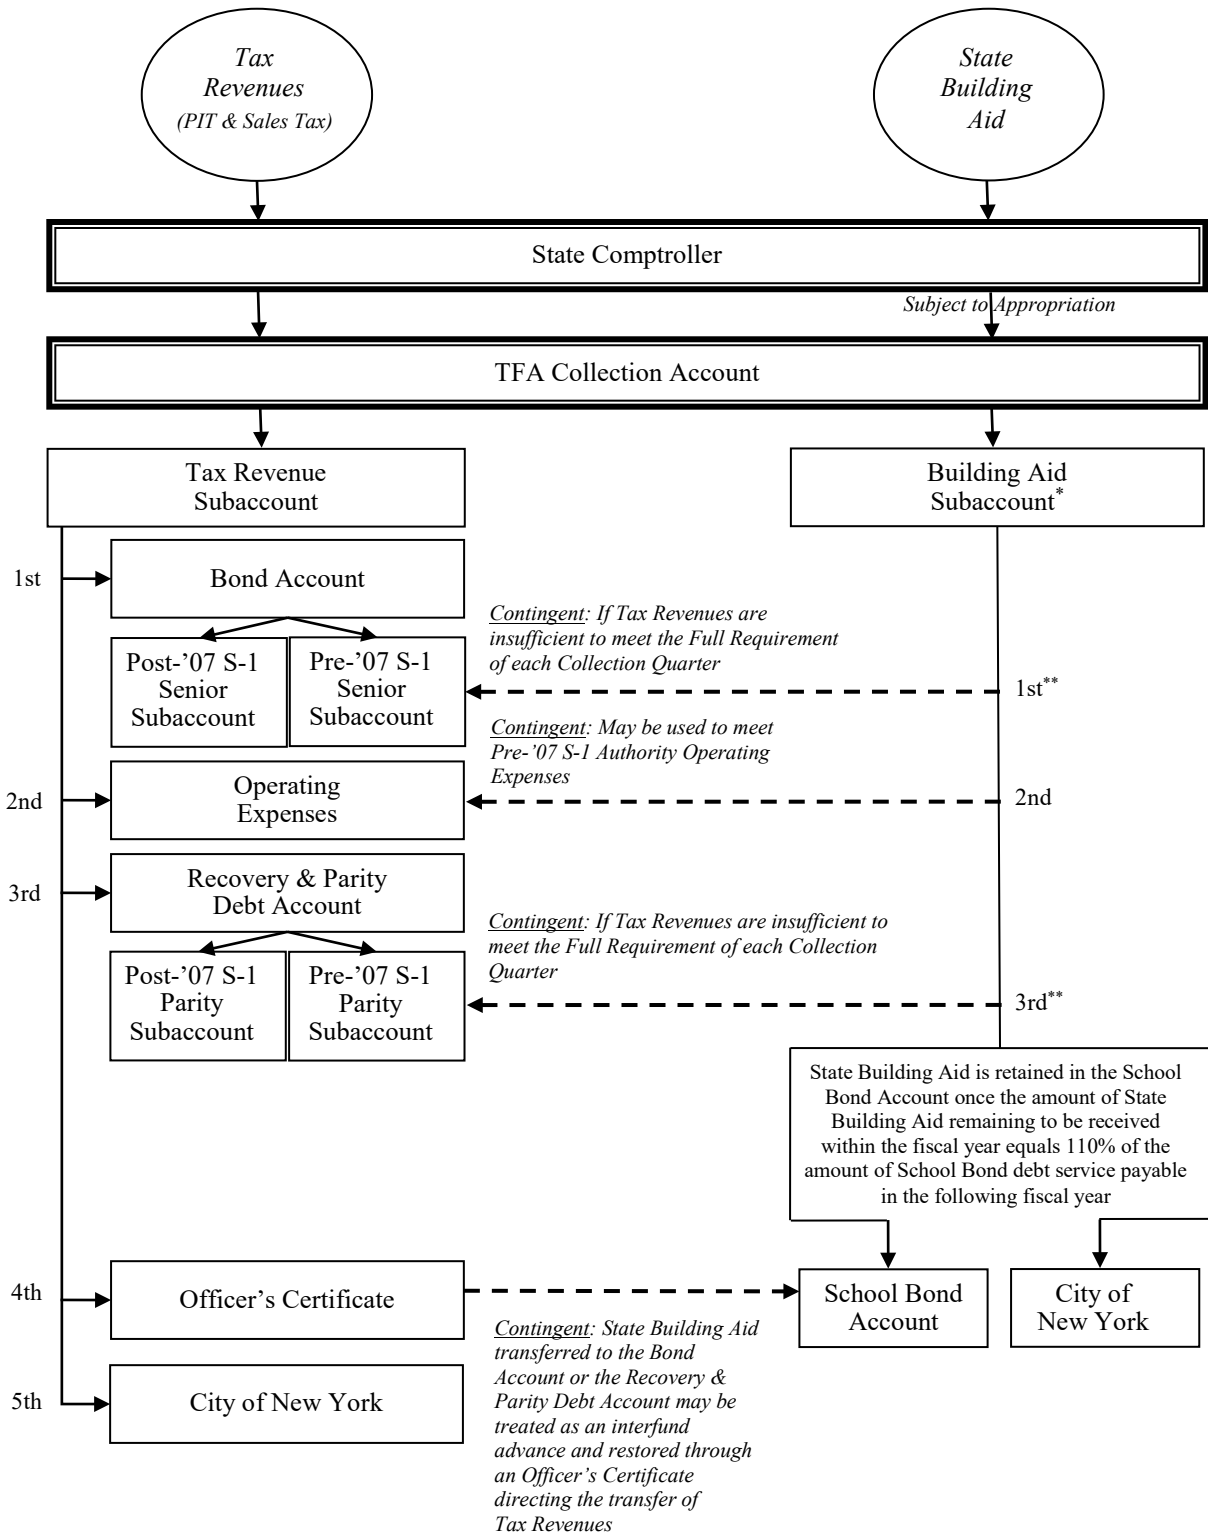 Tax
Revenues
(PIT & Sales Tax)
State
Building
Aid
State Comptroller
Subject to Appropriation
TFA Collection Account
Tax Revenue
Subaccount
Building Aid
Subaccount*
1st
Bond Account
Contingent: If Tax Revenues are
insufficient to meet the Full Requirement
of each Collection Quarter
Post-’07 S-1
Senior
Subaccount
Pre-’07 S-1
Senior
Subaccount
1st**
Contingent: May be used to meet
Pre-’07 S-1 Authority Operating
Expenses
2nd
Operating
Expenses
2nd
3rd
Recovery & Parity
Debt Account
Contingent: If Tax Revenues are insufficient to
meet the Full Requirement of each Collection
Quarter
Post-’07 S-1
Parity
Subaccount
Pre-’07 S-1
Parity
Subaccount
3rd**
State Building Aid is retained in the School
Bond Account once the amount of State
Building Aid remaining to be received
within the fiscal year equals 110% of the
amount of School Bond debt service payable
in the following fiscal year
4th
Officer’s Certificate
School Bond
Account
City of
New York
Contingent: State Building Aid
transferred to the Bond
Account or the Recovery &
Parity Debt Account may be
treated as an interfund
advance and restored through
an Officer’s Certificate
directing the transfer of
Tax Revenues
5th
City of New York